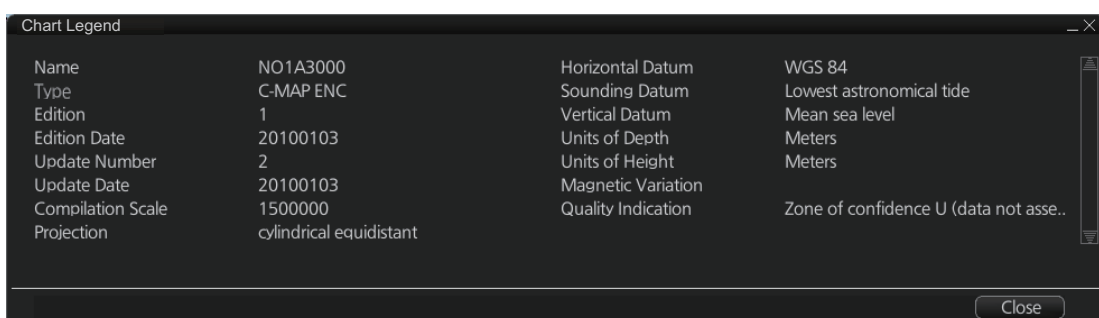 Chart Legend
Name NO1A3000 Horizontal Datum WGS 84
Type C-MAP ENC Sounding Datum Lowest astronomical tide
Edition 1 Vertical Datum Mean sea level
Edition Date 20100103 Units of Depth Meters
Update Number 2 Units of Height Meters
Update Date 20100103 Magnetic Variation
Compilation Scale 1500000 Quality Indication Zone of confidence U (data not asse..
Projection cylindrical equidistant
Close